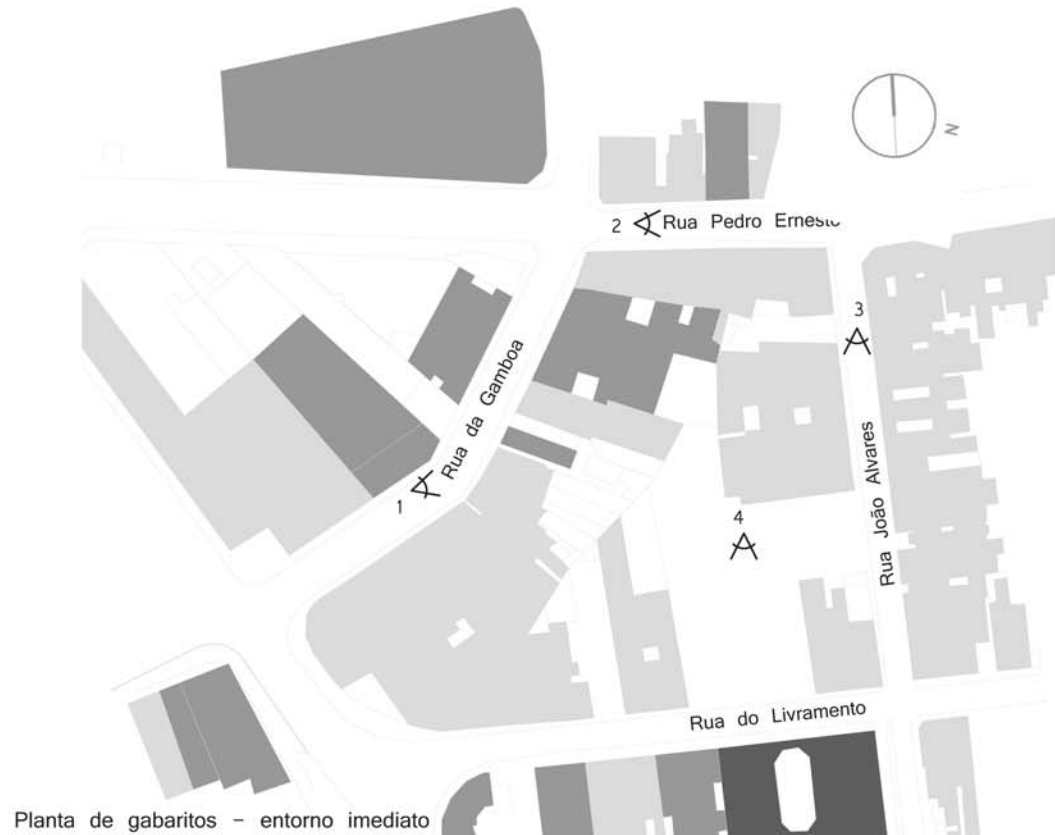 N
2
Rua Pedro Ernesto
3
Rua da Gamboa
1
4
Rua João Alvares
Rua do Livramento
Planta de gabaritos - entorno imediato